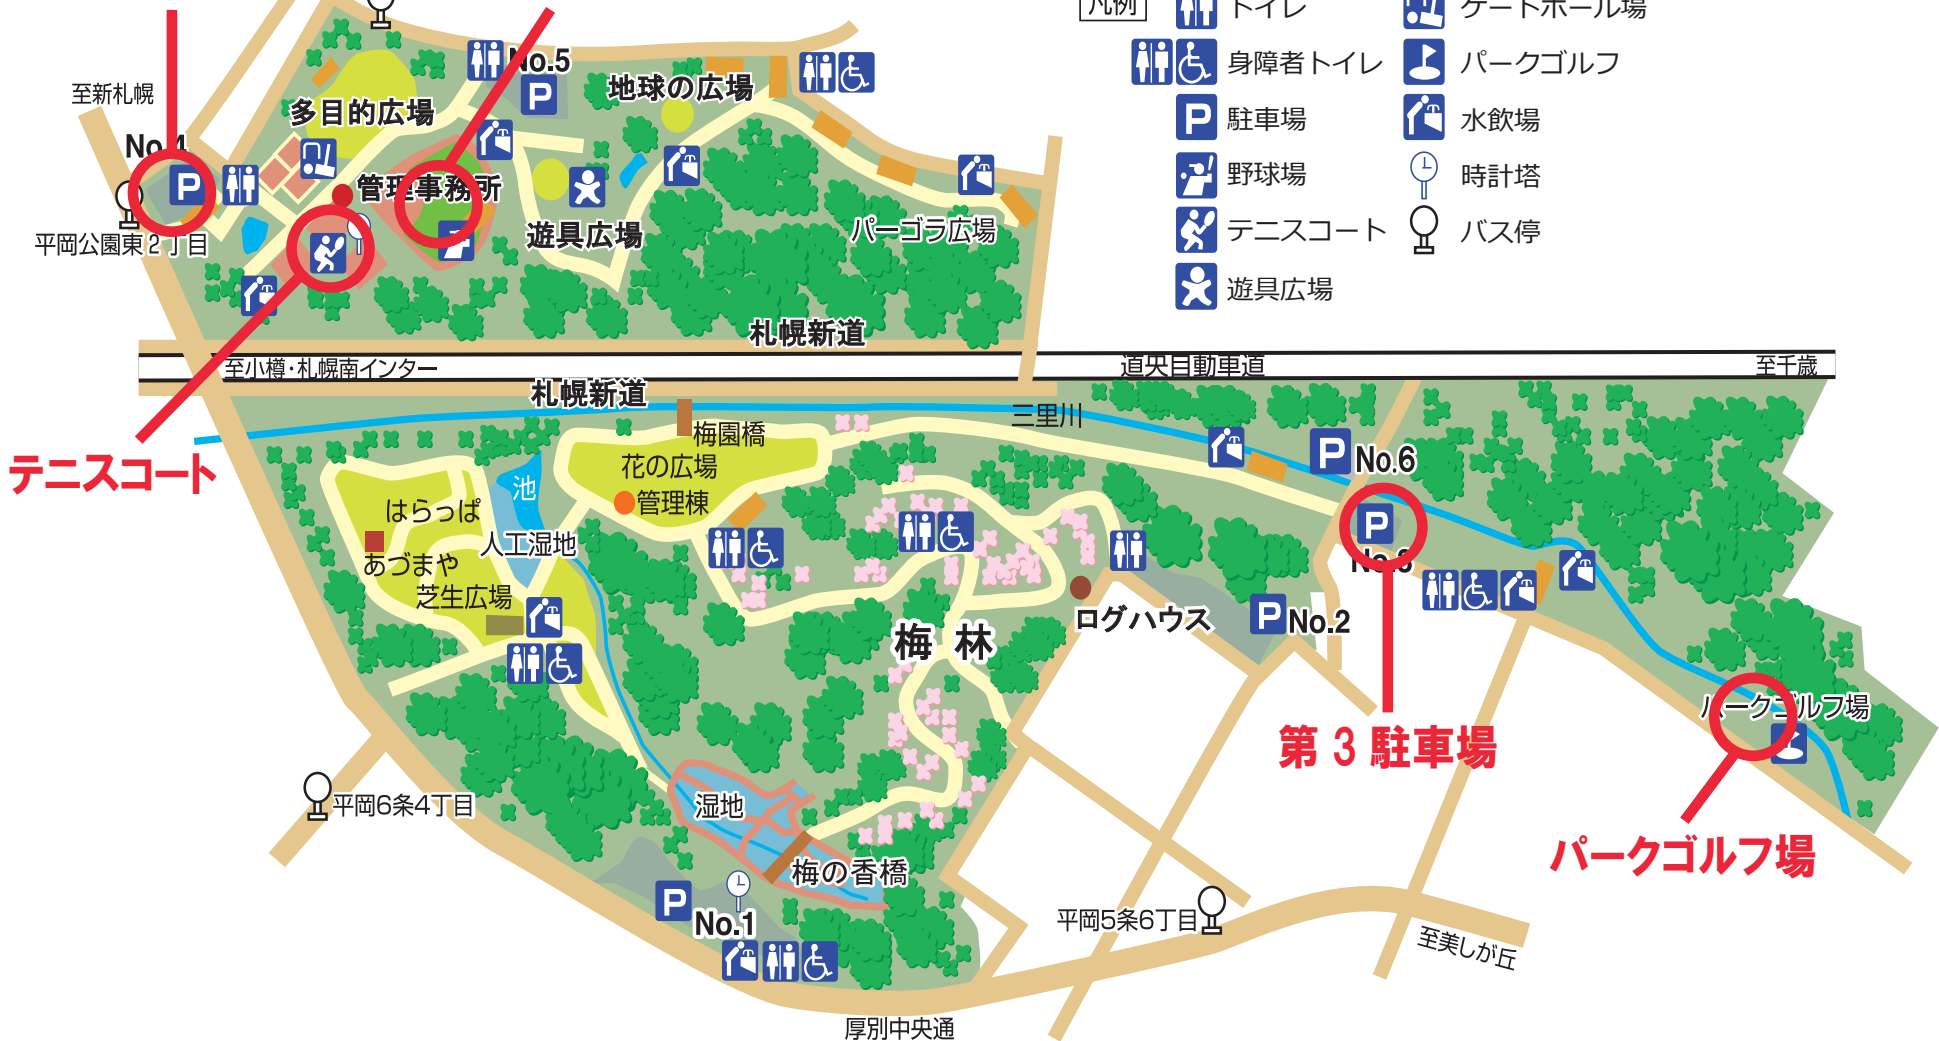 凡例
トイレ
ゲートボール場
身障者トイレ
パークゴルフ
駐車場
水飲場
野球場
時計塔
テニスコート
バス停
遊具広場
至新札幌
No.5
地球の広場
多目的広場
No.4
管理事務所
平岡公園東2丁目
遊具広場
パーゴラ広場
札幌新道
至小樽・札幌南インター
道央自動車道
至千歳
札幌新道
三里川
梅園橋
テニスコート
花の広場
池
管理棟
No.6
はらっぱ
人工湿地
あづまや
芝生広場
No.3
ログハウス
No.2
梅林
パークゴルフ場
第3駐車場
湿地
平岡6条4丁目
パークゴルフ場
梅の香橋
No.1
平岡5条6丁目
至美しが丘
厚別中央通